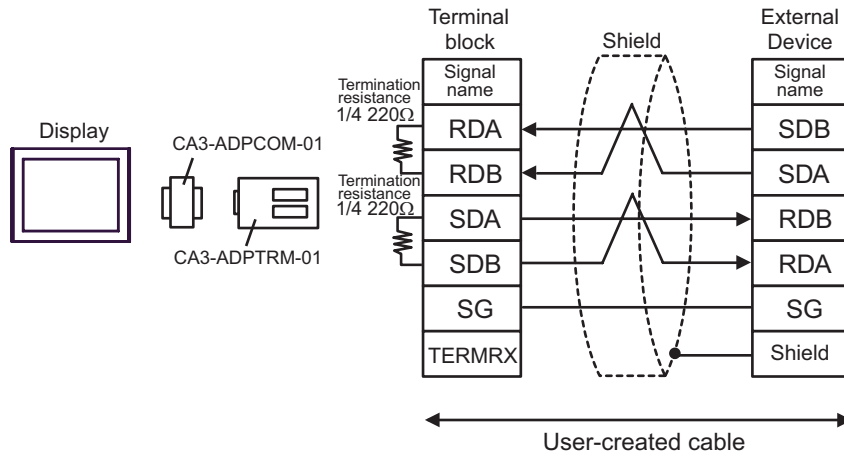 Display
CA3-ADPCOM-01
CA3-ADPTRM-01
Termination
resistance
1/4 220Ω
Termination
resistance
1/4 220Ω
Terminal
block
Signal
name
RDA
RDB
SDA
SDB
SG
TERMRX
Shield
External
Device
Signal
name
SDB
SDA
RDB
RDA
SG
Shield
User-created cable